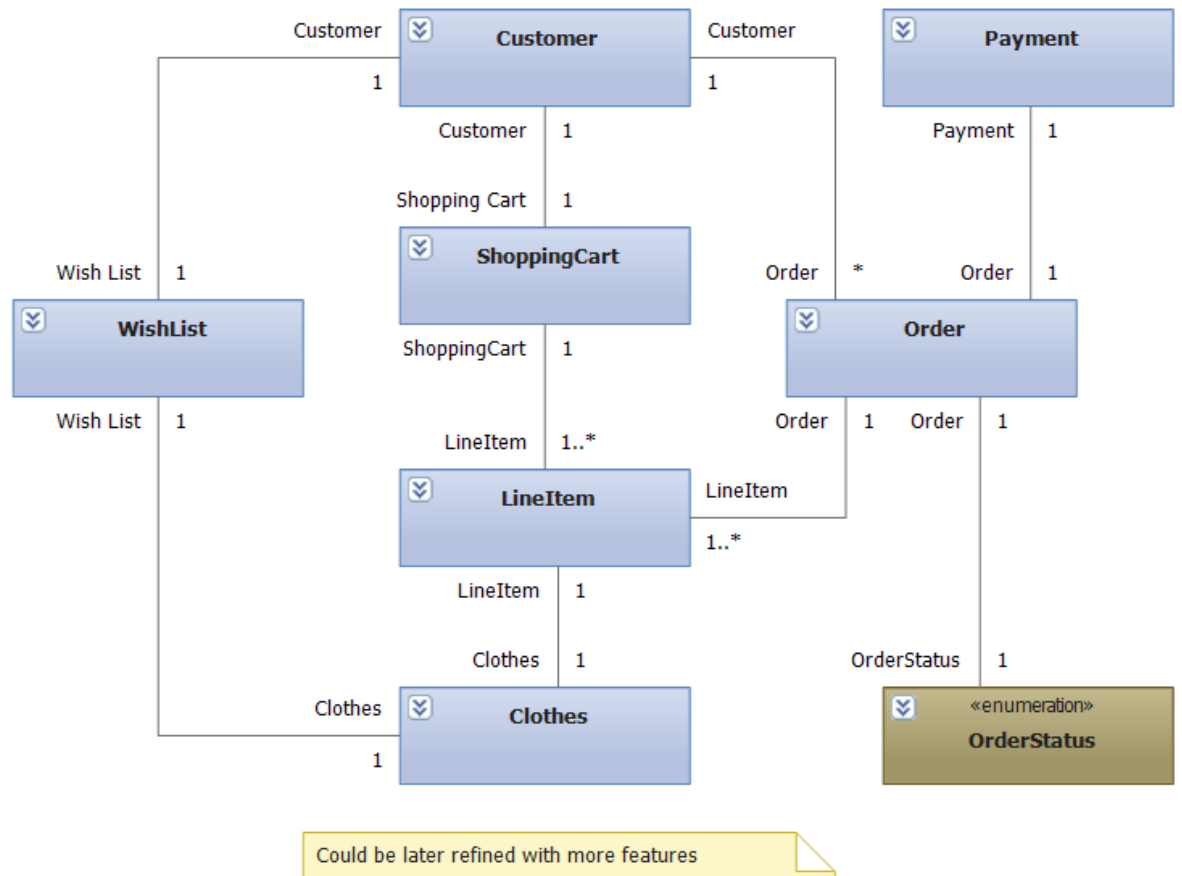 Customer
Customer
Customer
Payment
1
1
Customer
1
Payment
1
Shopping Cart
1
ShoppingCart
Wish List
1
Order
*
Order
1
WishList
Order
ShoppingCart
1
Wish List
1
Order
1
Order
1
LineItem
1..*
LineItem
LineItem
1..*
LineItem
1
Clothes
1
OrderStatus
1
Clothes
Clothes
«enumeration»
OrderStatus
1
Could be later refined with more features